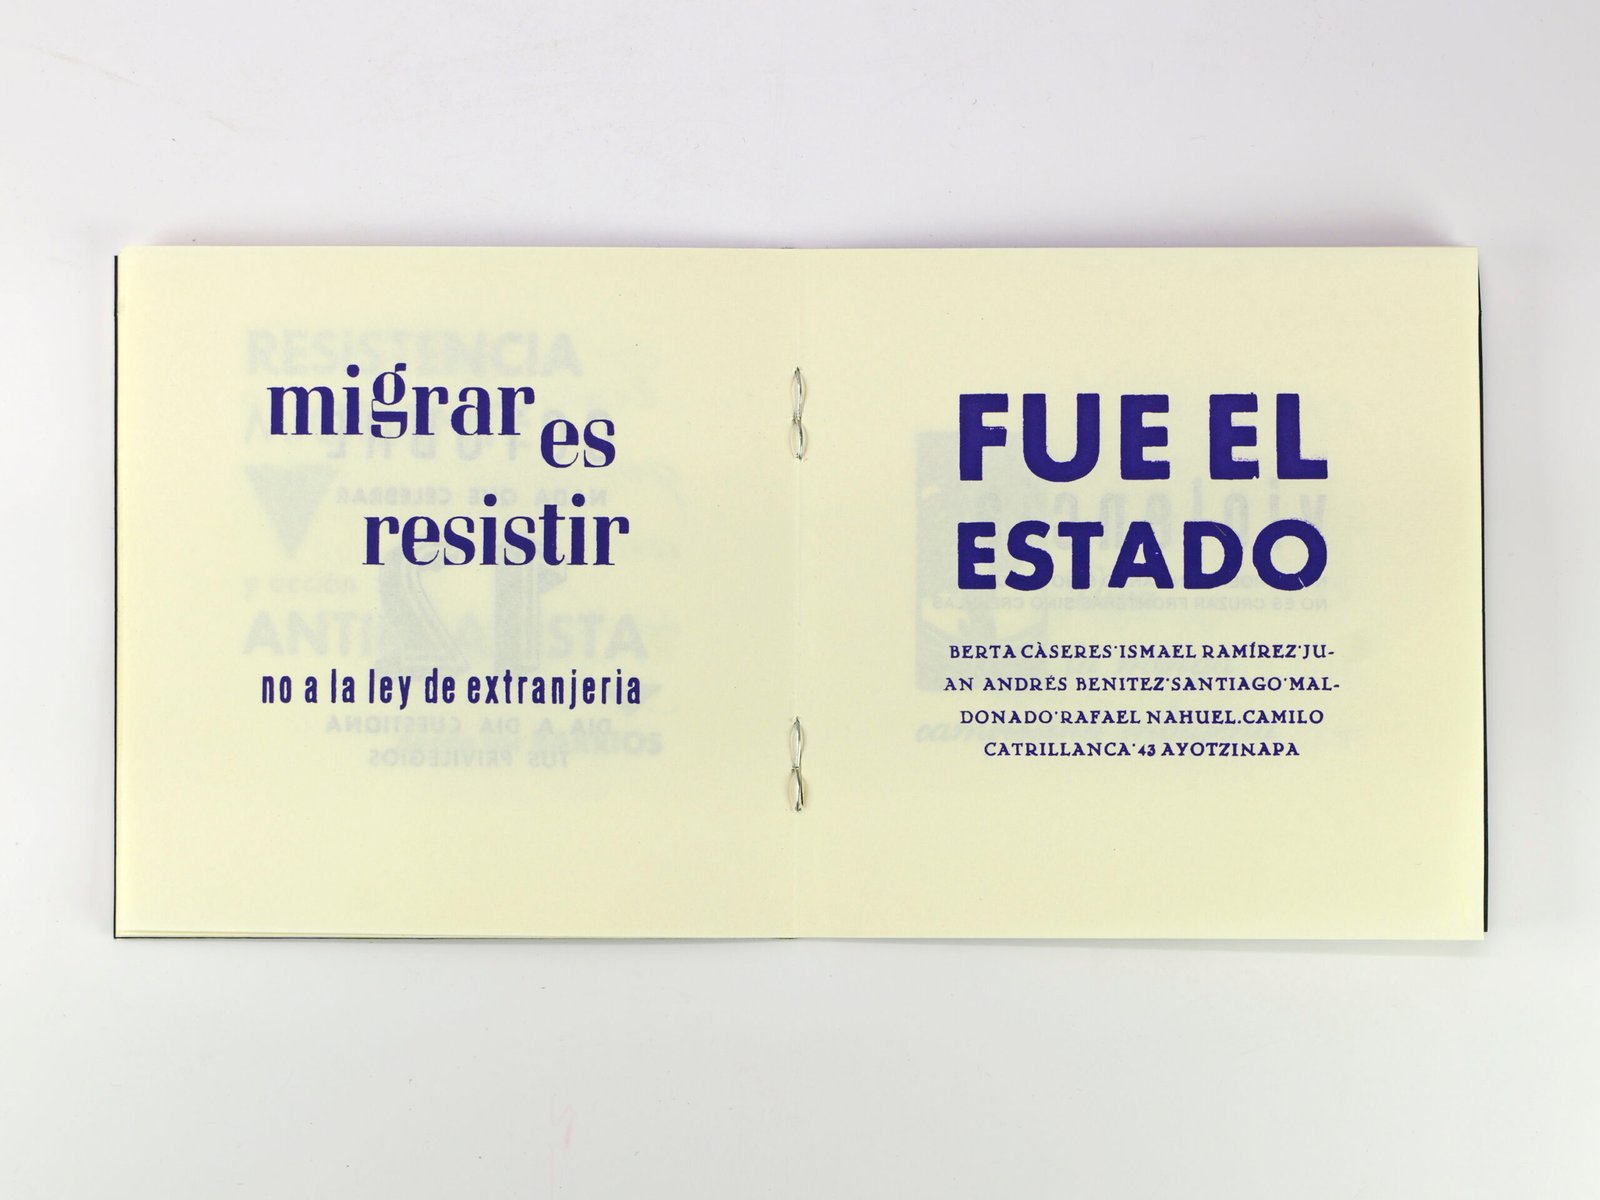 migrar es
resistir
no a la ley de extranjeria
FUE EL
ESTADO
BERTA CÀSERES·ISMAEL RAMÍREZ·JU-
AN ANDRÉS BENITEZ·SANTIAGO·MAL-
DONADO·RAFAEL NAHUEL.CAMILO
CATRILLANCA·43 AYOTZINAPA